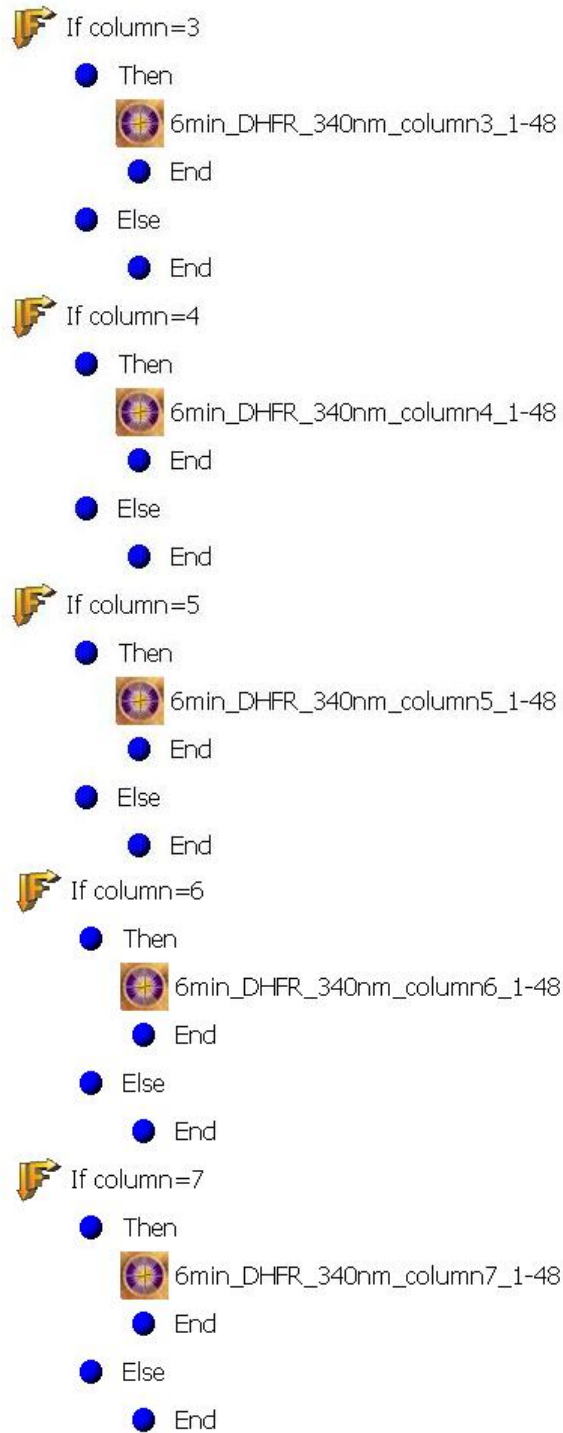 If column=3
Then
6min_DHFR_340nm_column3_1-48
End
Else
End
If column=4
Then
6min_DHFR_340nm_column4_1-48
End
Else
End
If column=5
Then
6min_DHFR_340nm_column5_1-48
End
Else
End
If column=6
Then
6min_DHFR_340nm_column6_1-48
End
Else
End
If column=7
Then
6min_DHFR_340nm_column7_1-48
End
Else
End